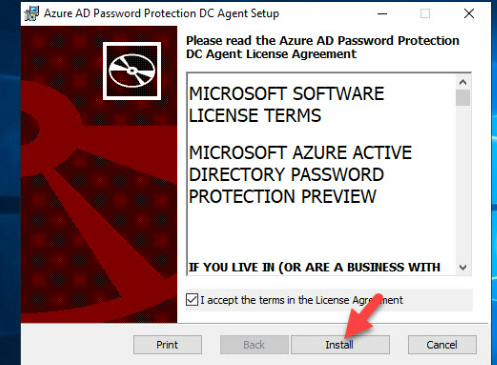 Azure AD Password Protection DC Agent Setup
Please read the Azure AD Password Protection
DC Agent License Agreement
MICROSOFT SOFTWARE
LICENSE TERMS
MICROSOFT AZURE ACTIVE
DIRECTORY PASSWORD
PROTECTION PREVIEW
IF YOU LIVE IN (OR ARE A BUSINESS WITH
I accept the terms in the License Agreement
Print Back Install Cancel